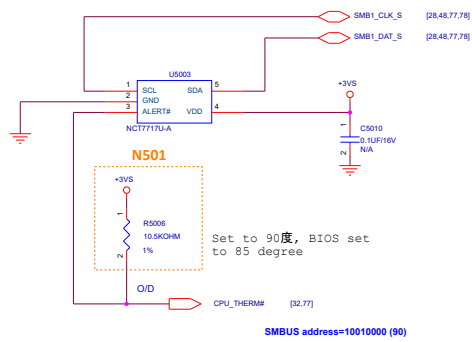 SMB1_CLK_S [28,48,77,78]
SMB1_DAT_S [28,48,77,78]
U5003
1 SCL SDA 5
2 GND
3 ALERT# VDD 4
NCT7717U-A
+3VS
1
C5010
0.1UF/16V
2 N/A
N501
+3VS
1
R5006
10.5KOHM
2 1%
Set to 90度, BIOS set
to 85 degree
O/D
CPU_THERM# [32,77]
SMBUS address=10010000 (90)